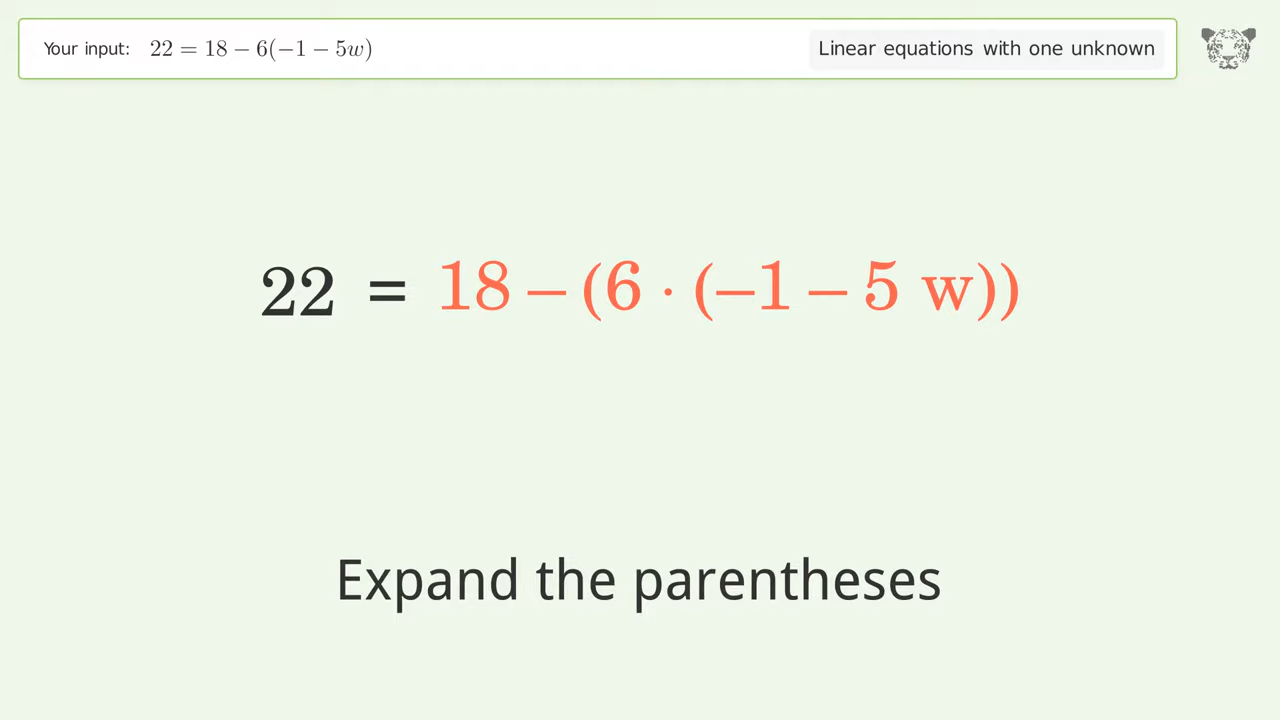 Your input: 22 = 18 − 6(−1 − 5w)
Linear equations with one unknown
22 = 18 – (6 · (–1 – 5 w))
Expand the parentheses